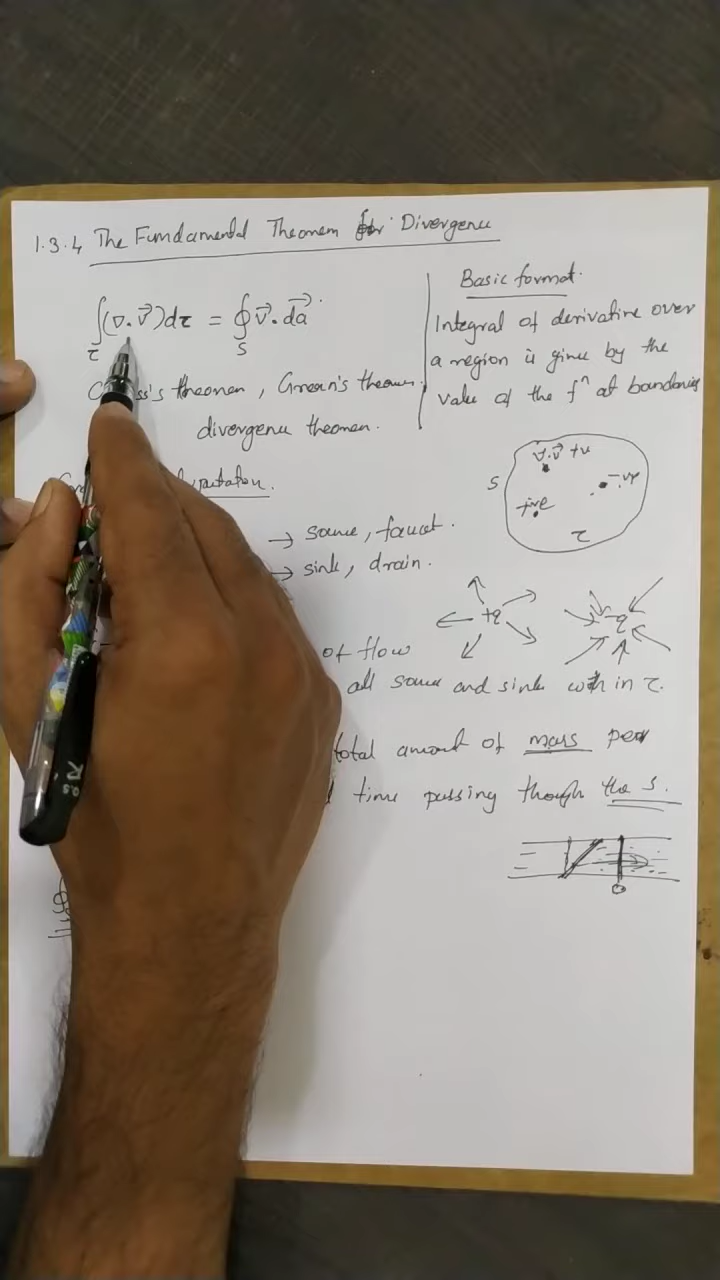 1.3.4 The Fundamental Theorem for Divergence
∫(∇.v⃗)dτ = ∮v⃗.da⃗
τ S
theorem, Green's theorem,
divergence theorem.
Basic format.
Integral of derivative over
a region is given by the
value of the fⁿ at boundaries
S
∇.v⃗ +ve
-ve
+ve
τ
→ source, faucet.
→ sink, drain.
+q -q
of flow
all source and sink within τ.
total amount of mass per
time passing though the S.